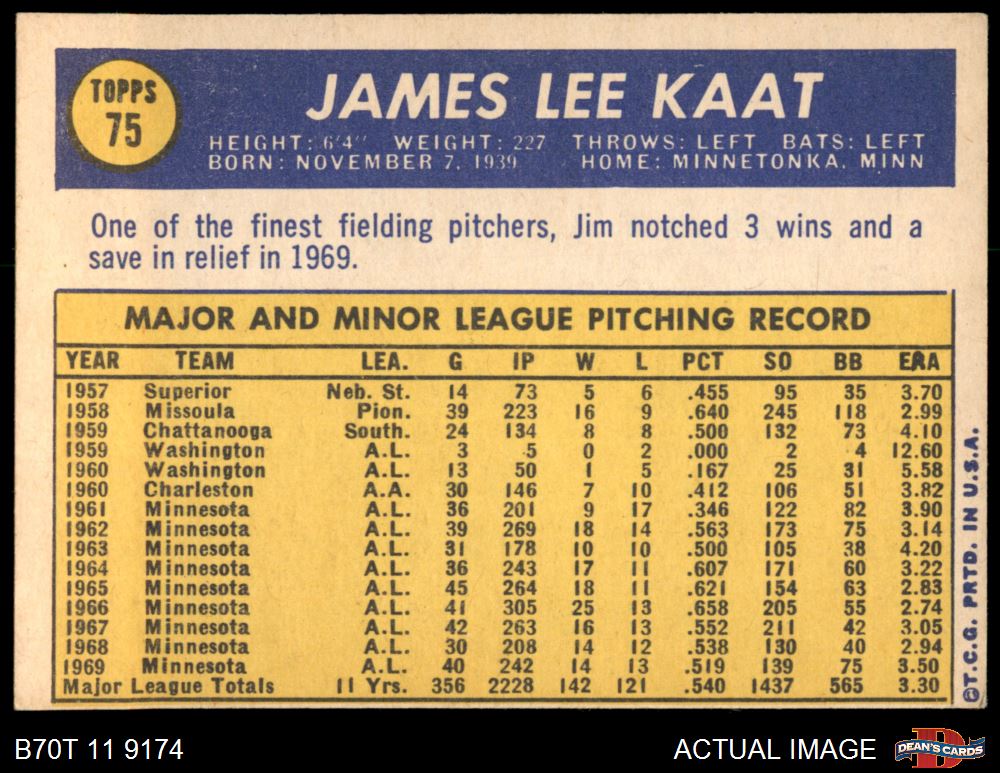 TOPPS
75
JAMES LEE KAAT
HEIGHT: 6'4" WEIGHT: 227 THROWS: LEFT BATS: LEFT
BORN: NOVEMBER 7, 1939 HOME: MINNETONKA, MINN
One of the finest fielding pitchers, Jim notched 3 wins and a
save in relief in 1969.
MAJOR AND MINOR LEAGUE PITCHING RECORD
YEAR TEAM LEA. G IP W L PCT SO BB ERA
1957 Superior Neb. St. 14 73 5 6 .455 95 35 3.70
1958 Missoula Pion. 39 223 16 9 .640 245 118 2.99
1959 Chattanooga South. 24 134 8 8 .500 132 73 4.10
1959 Washington A.L. 3 5 0 2 .000 2 4 12.60
1960 Washington A.L. 13 50 1 5 .167 25 31 5.58
1960 Charleston A.A. 30 146 7 10 .412 106 51 3.82
1961 Minnesota A.L. 36 201 9 17 .346 122 82 3.90
1962 Minnesota A.L. 39 269 18 14 .563 173 75 3.14
1963 Minnesota A.L. 31 178 10 10 .500 105 38 4.20
1964 Minnesota A.L. 36 243 17 11 .607 171 60 3.22
1965 Minnesota A.L. 45 264 18 11 .621 154 63 2.83
1966 Minnesota A.L. 41 305 25 13 .658 205 55 2.74
1967 Minnesota A.L. 42 263 16 13 .552 211 42 3.05
1968 Minnesota A.L. 30 208 14 12 .538 130 40 2.94
1969 Minnesota A.L. 40 242 14 13 .519 139 75 3.50
Major League Totals 11 Yrs. 356 2228 142 121 .540 1437 565 3.30
©T.C.G. PRTD. IN U.S.A.
B70T 11 9174
ACTUAL IMAGE
D
DEAN'S CARDS